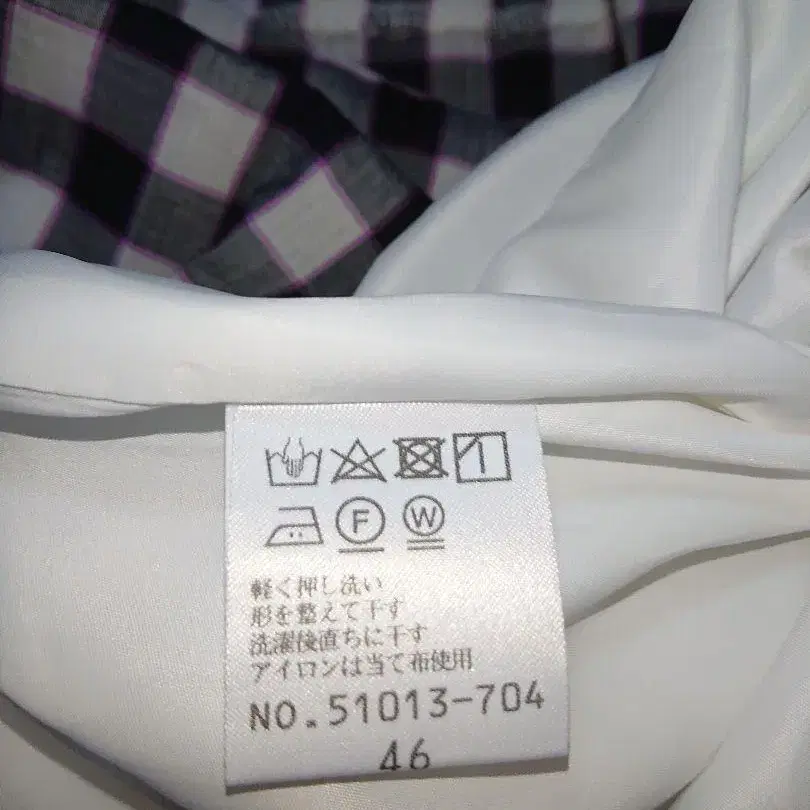 F W
軽く押し洗い
形を整えて干す
洗濯後直ちに干す
アイロンは当て布使用
NO.51013-704
46